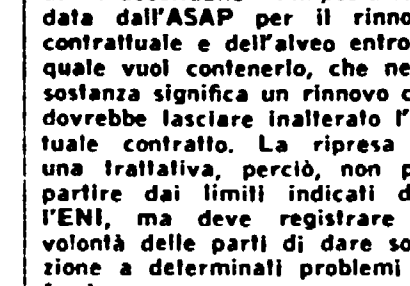 data dall'ASAP per il rinno
contrattuale e dell'alveo entro
quale vuol contenerlo, che ne
sostanza significa un rinnovo c
dovrebbe lasciare inalterato l'
tuale contratto. La ripresa
una trattativa, perciò, non p
partire dai limiti indicati d
l'ENI, ma deve registrare
volontà delle parti di dare so
zione a determinati problemi